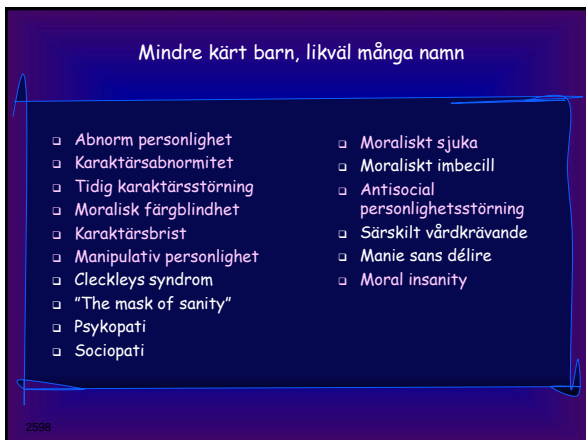 Mindre kärt barn, likväl många namn
Abnorm personlighet
Karaktärsabnormitet
Tidig karaktärsstörning
Moralisk färgblindhet
Karaktärsbrist
Manipulativ personlighet
Cleckleys syndrom
"The mask of sanity"
Psykopati
Sociopati
Moraliskt sjuka
Moraliskt imbecill
Antisocial
personlighetsstörning
Särskilt vårdkrävande
Manie sans délire
Moral insanity
2598